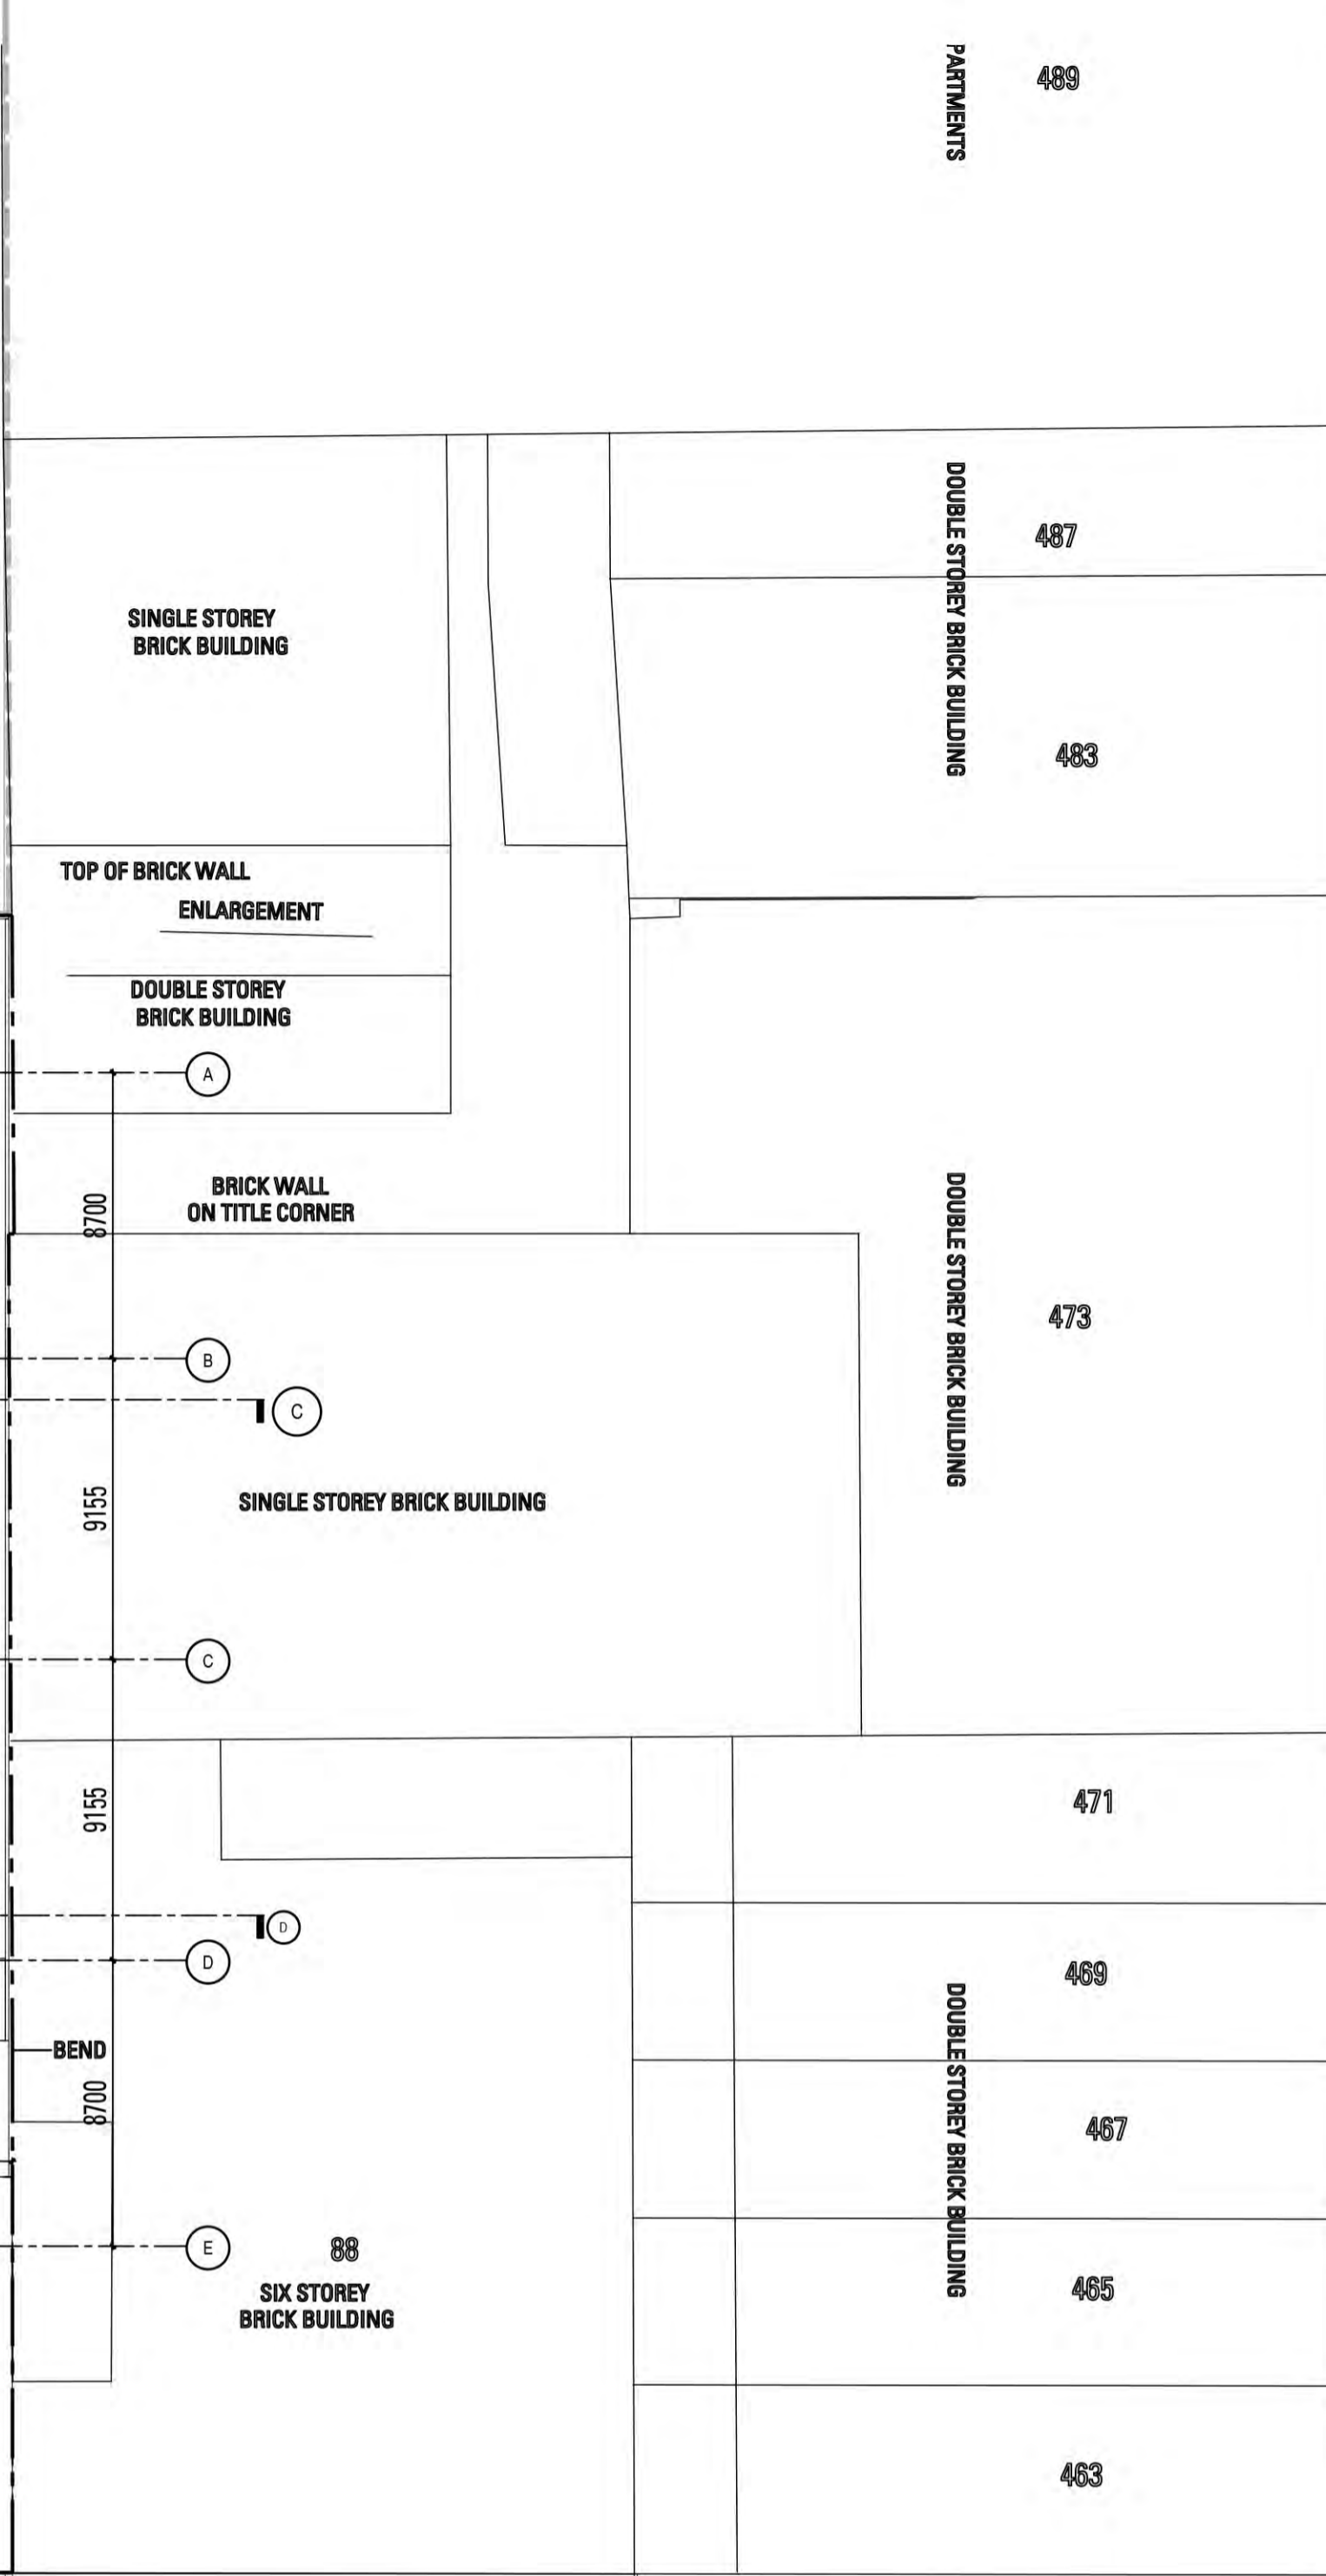 PARTMENTS
489
DOUBLE STOREY BRICK BUILDING
487
SINGLE STOREY
BRICK BUILDING
483
TOP OF BRICK WALL
ENLARGEMENT
DOUBLE STOREY
BRICK BUILDING
A
8700
BRICK WALL
ON TITLE CORNER
DOUBLE STOREY BRICK BUILDING
473
B
C
9155
SINGLE STOREY BRICK BUILDING
C
9155
471
D
D
469
BEND
8700
DOUBLE STOREY BRICK BUILDING
467
E
88
SIX STOREY
BRICK BUILDING
465
463